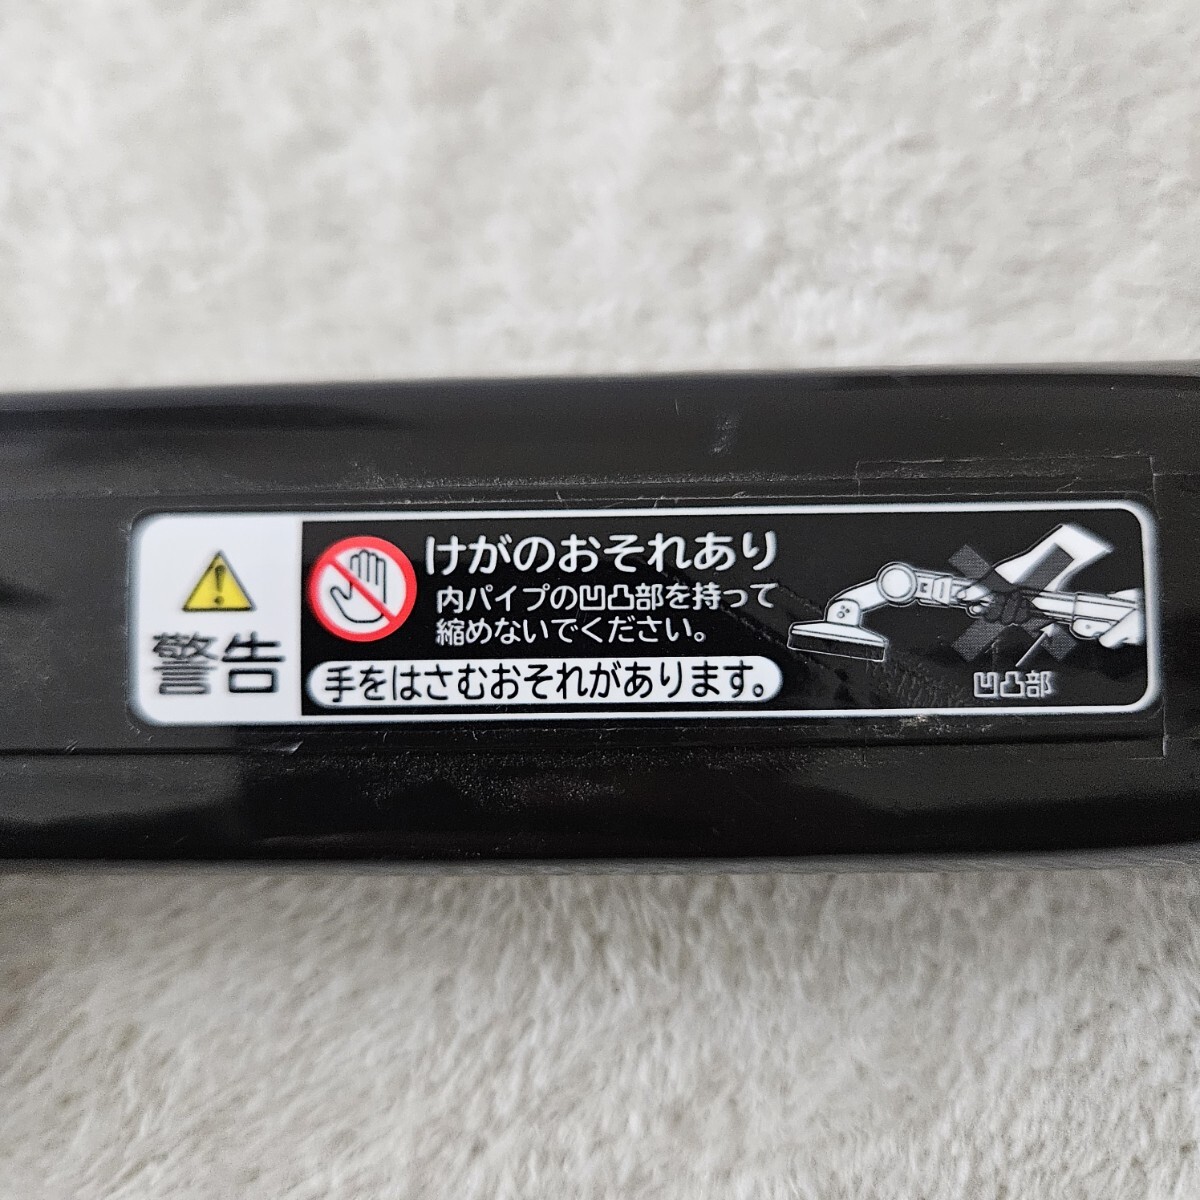 警告
けがのおそれあり
内パイプの凹凸部を持って
縮めないでください。
手をはさむおそれがあります。
凹凸部